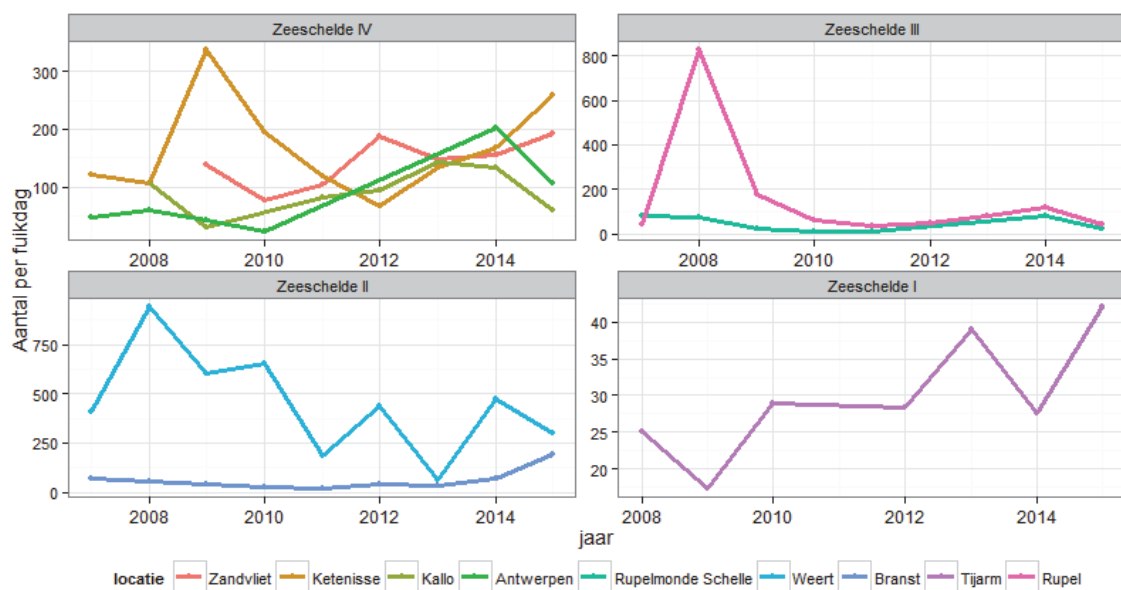 Zeeschelde IV Zeeschelde III
300
200
100
800
600
400
200
0
2008 2010 2012 2014 2008 2010 2012 2014
Aantal per fuikdag
Zeeschelde II Zeeschelde I
750
500
250
0
40
35
30
25
20
2008 2010 2012 2014 2008 2010 2012 2014
jaar
locatie Zandvliet Ketenisse Kallo Antwerpen Rupelmonde Schelle Weert Branst Tijarm Rupel